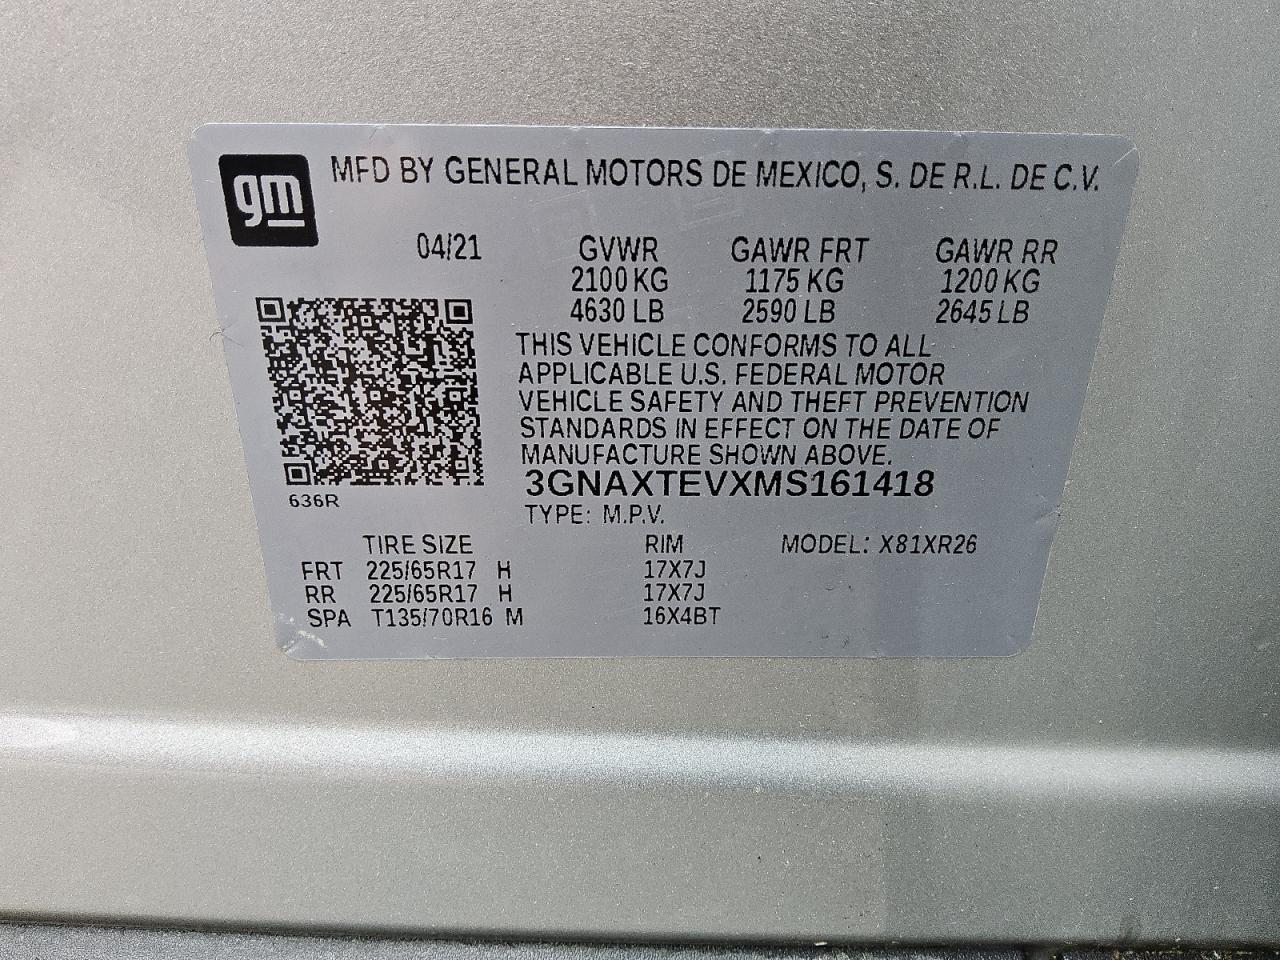 gm
MFD BY GENERAL MOTORS DE MEXICO, S. DE R.L. DE C.V.
04/21 GVWR GAWR FRT GAWR RR
2100 KG 1175 KG 1200 KG
4630 LB 2590 LB 2645 LB
THIS VEHICLE CONFORMS TO ALL
APPLICABLE U.S. FEDERAL MOTOR
VEHICLE SAFETY AND THEFT PREVENTION
STANDARDS IN EFFECT ON THE DATE OF
MANUFACTURE SHOWN ABOVE.
3GNAXTEVXMS161418
636R
TYPE: M.P.V.
TIRE SIZE RIM MODEL: X81XR26
FRT 225/65R17 H 17X7J
RR 225/65R17 H 17X7J
SPA T135/70R16 M 16X4BT